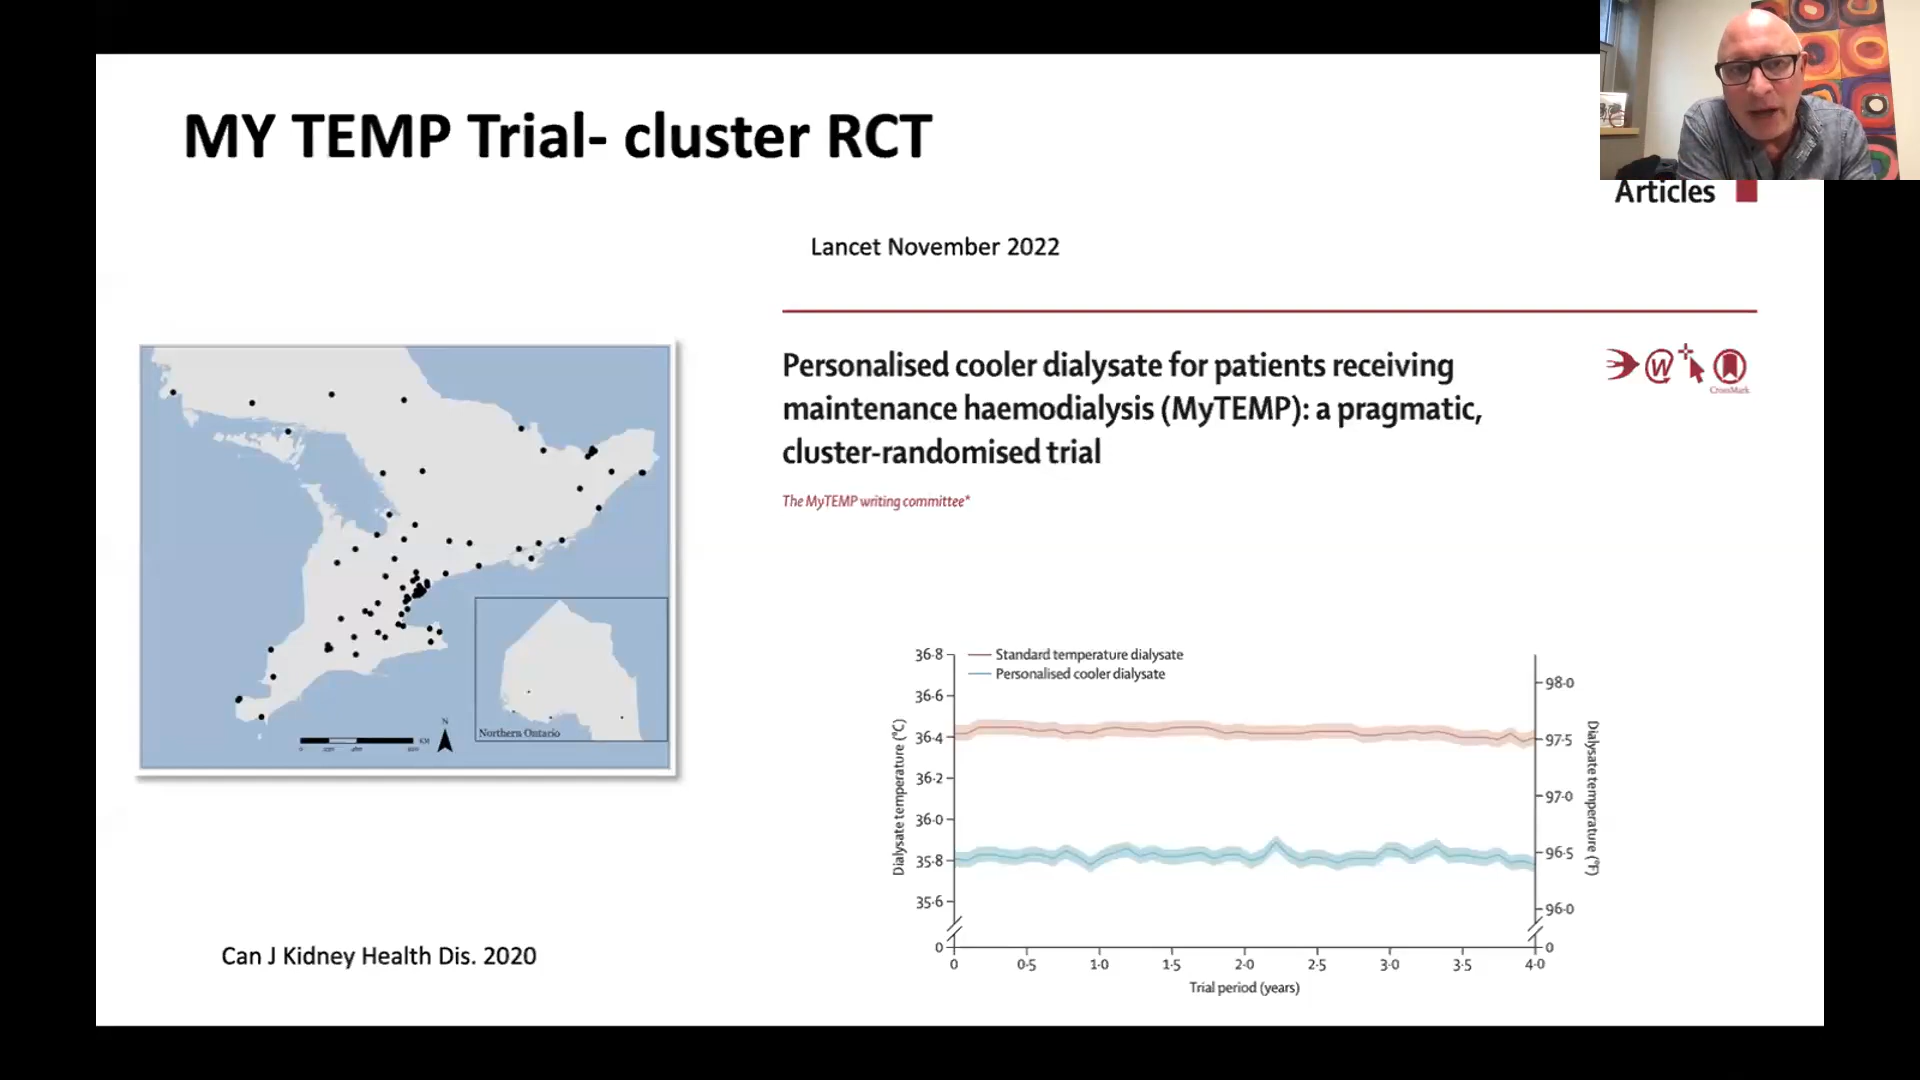 MY TEMP Trial- cluster RCT
Articles
Lancet November 2022
Personalised cooler dialysate for patients receiving
maintenance haemodialysis (MyTEMP): a pragmatic,
cluster-randomised trial
CrossMark
The MyTEMP writing committee*
N
KM
0
Northern Ontario
Can J Kidney Health Dis. 2020
Standard temperature dialysate
Personalised cooler dialysate
Dialysate temperature (°C)
36·8
36·6
36·4
36·2
36·0
35·8
35·6
0
98·0
97·5
97·0
96·5
96·0
0
Dialysate temperature (°F)
0 0·5 1·0 1·5 2·0 2·5 3·0 3·5 4·0
Trial period (years)